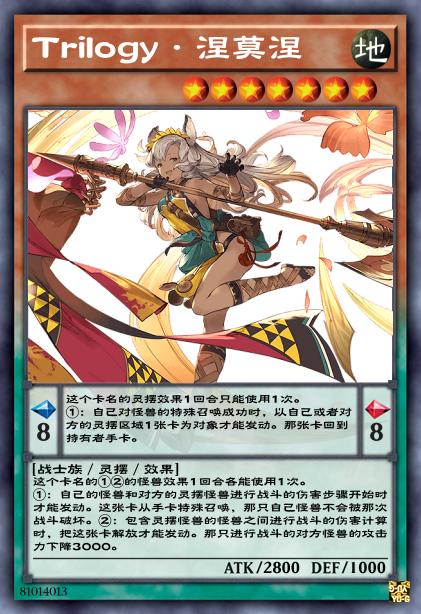 Trilogy・涅莫涅
地
这个卡名的灵摆效果1回合只能使用1次。
①：自己对怪兽的特殊召唤成功时，以自己或者对
方的灵摆区域1张卡为对象才能发动。那张卡回到
持有者手卡。
8
8
[战士族 / 灵摆 / 效果]
这个卡名的①②的怪兽效果1回合各能使用1次。
①：自己的怪兽和对方的灵摆怪兽进行战斗的伤害步骤开始时
才能发动。这张卡从手卡特殊召唤，那只自己怪兽不会被那次
战斗破坏。②：包含灵摆怪兽的怪兽之间进行战斗的伤害计算
时，把这张卡解放才能发动。那只进行战斗的对方怪兽的攻击
力下降3000。
ATK/2800 DEF/1000
81014013